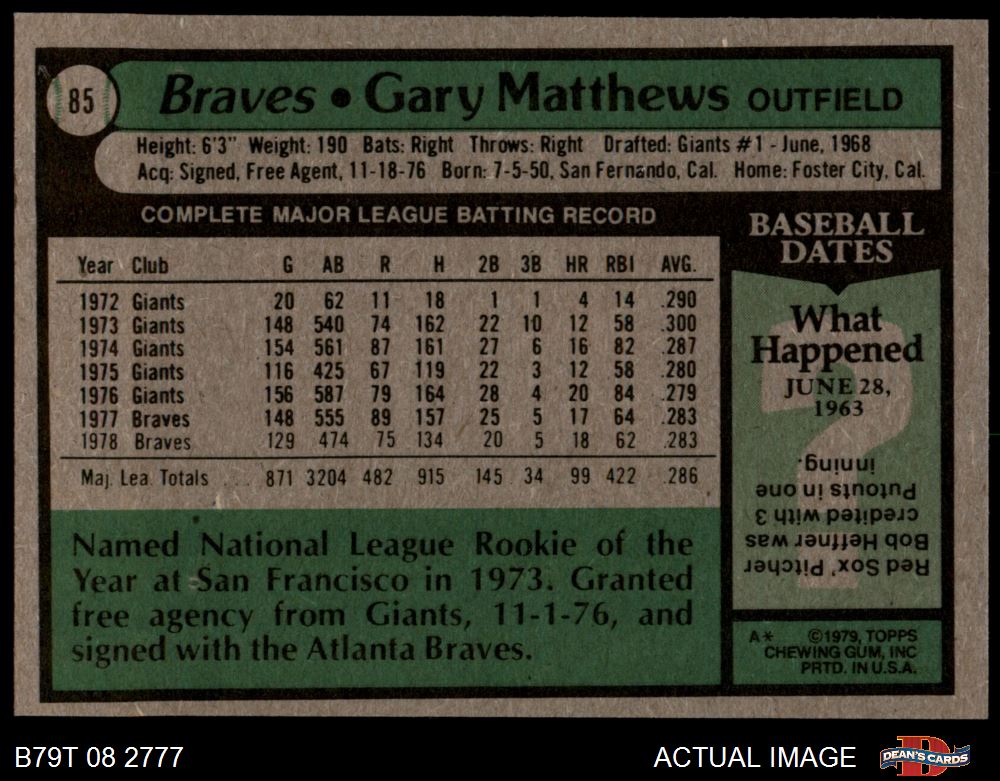 85 Braves • Gary Matthews OUTFIELD
Height: 6'3" Weight: 190 Bats: Right Throws: Right Drafted: Giants #1 - June, 1968
Acq: Signed, Free Agent, 11-18-76 Born: 7-5-50, San Fernando, Cal. Home: Foster City, Cal.
COMPLETE MAJOR LEAGUE BATTING RECORD
Year Club G AB R H 2B 3B HR RBI AVG.
1972 Giants 20 62 11 18 1 1 4 14 .290
1973 Giants 148 540 74 162 22 10 12 58 .300
1974 Giants 154 561 87 161 27 6 16 82 .287
1975 Giants 116 425 67 119 22 3 12 58 .280
1976 Giants 156 587 79 164 28 4 20 84 .279
1977 Braves 148 555 89 157 25 5 17 64 .283
1978 Braves 129 474 75 134 20 5 18 62 .283
Maj. Lea. Totals ... 871 3204 482 915 145 34 99 422 .286
Named National League Rookie of the
Year at San Francisco in 1973. Granted
free agency from Giants, 11-1-76, and
signed with the Atlanta Braves.
BASEBALL
DATES
What
Happened
JUNE 28,
1963
Red Sox' Pitcher
Bob Heffner was
credited with 3
Putouts in one
inning.
A* ©1979, TOPPS
CHEWING GUM, INC
PRTD. IN U.S.A.
B79T 08 2777
ACTUAL IMAGE
DEAN'S CARDS